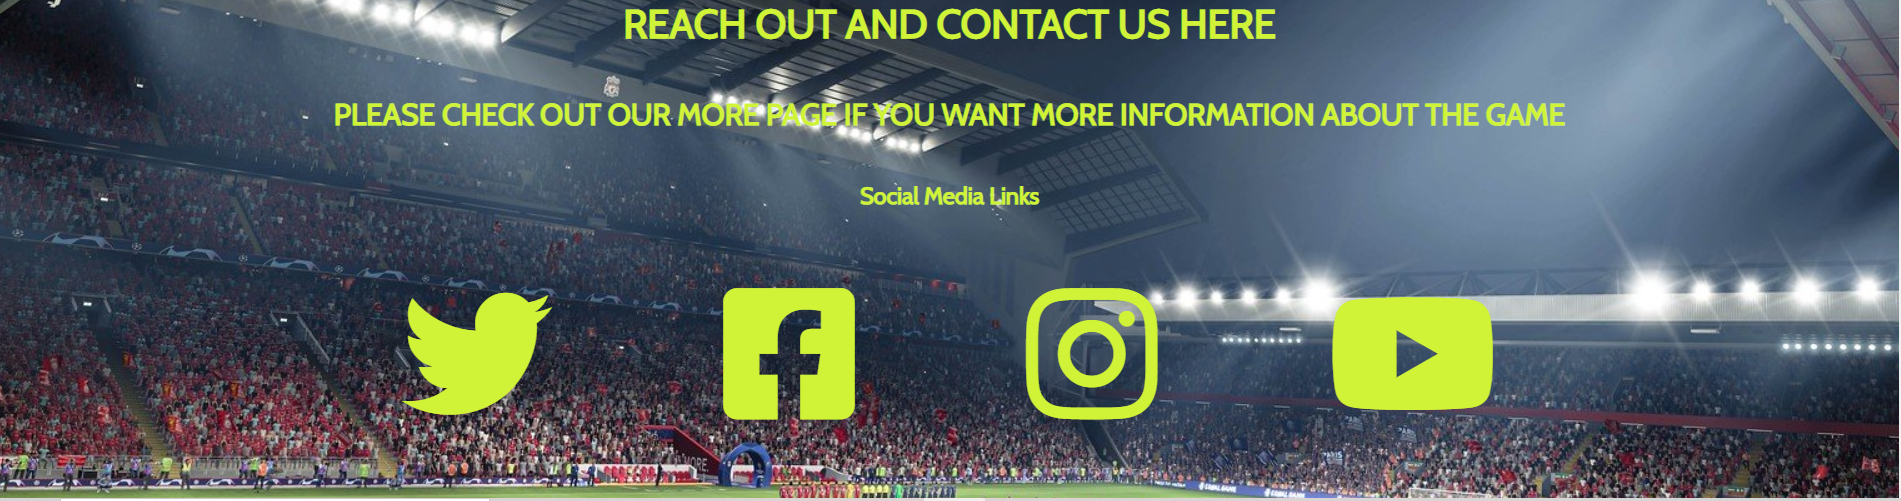 REACH OUT AND CONTACT US HERE
PLEASE CHECK OUT OUR MORE PAGE IF YOU WANT MORE INFORMATION ABOUT THE GAME
Social Media Links
PARIS